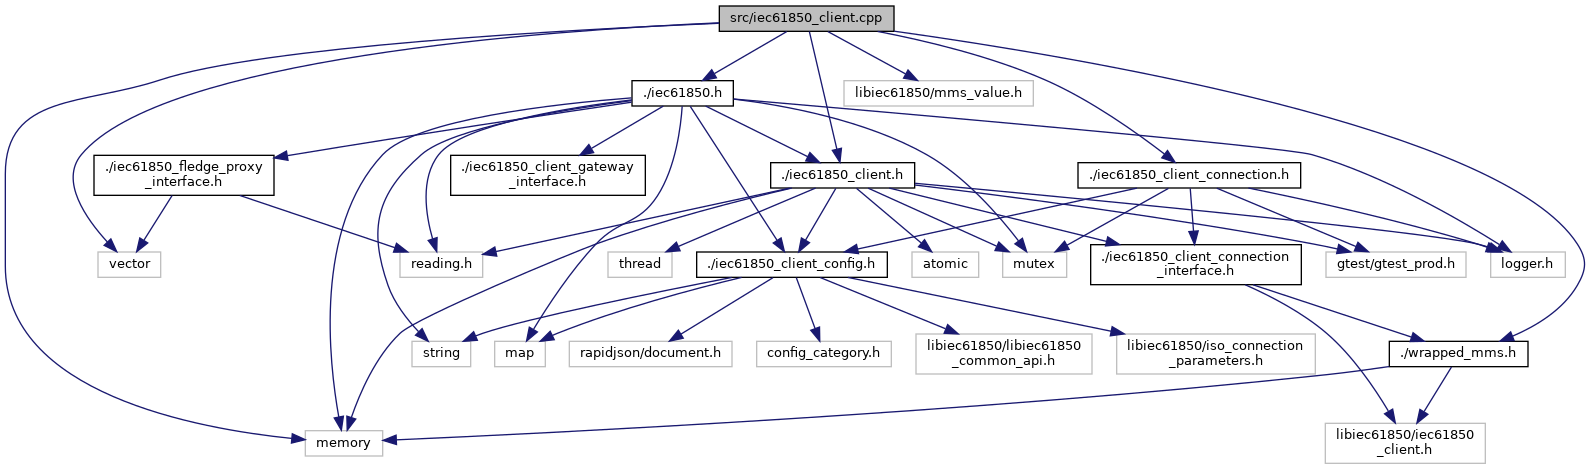 src/iec61850_client.cpp
./iec61850.h
libiec61850/mms_value.h
./iec61850_fledge_proxy
_interface.h
./iec61850_client_gateway
_interface.h
./iec61850_client.h
./iec61850_client_connection.h
vector
reading.h
thread
./iec61850_client_config.h
atomic
mutex
./iec61850_client_connection
_interface.h
gtest/gtest_prod.h
logger.h
string
map
rapidjson/document.h
config_category.h
libiec61850/libiec61850
_common_api.h
libiec61850/iso_connection
_parameters.h
./wrapped_mms.h
memory
libiec61850/iec61850
_client.h